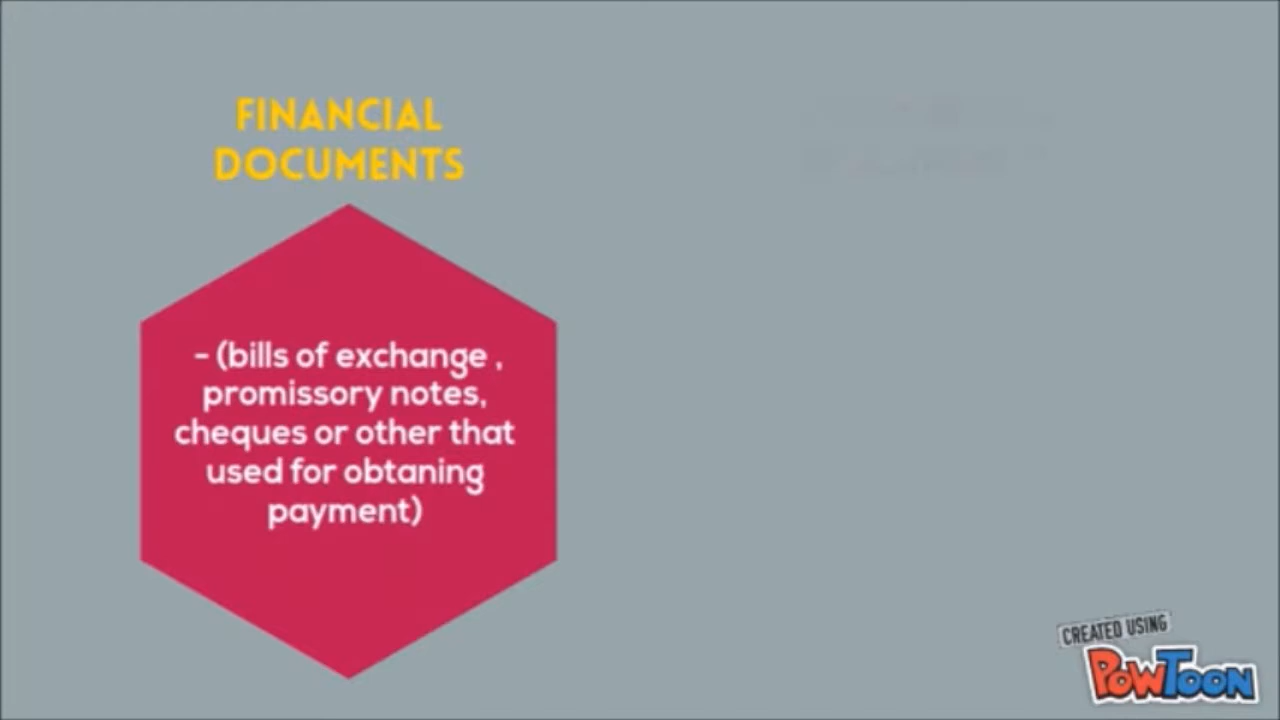 FINANCIAL
DOCUMENTS
- (bills of exchange ,
promissory notes,
cheques or other that
used for obtaning
payment)
CREATED USING
POWTOON